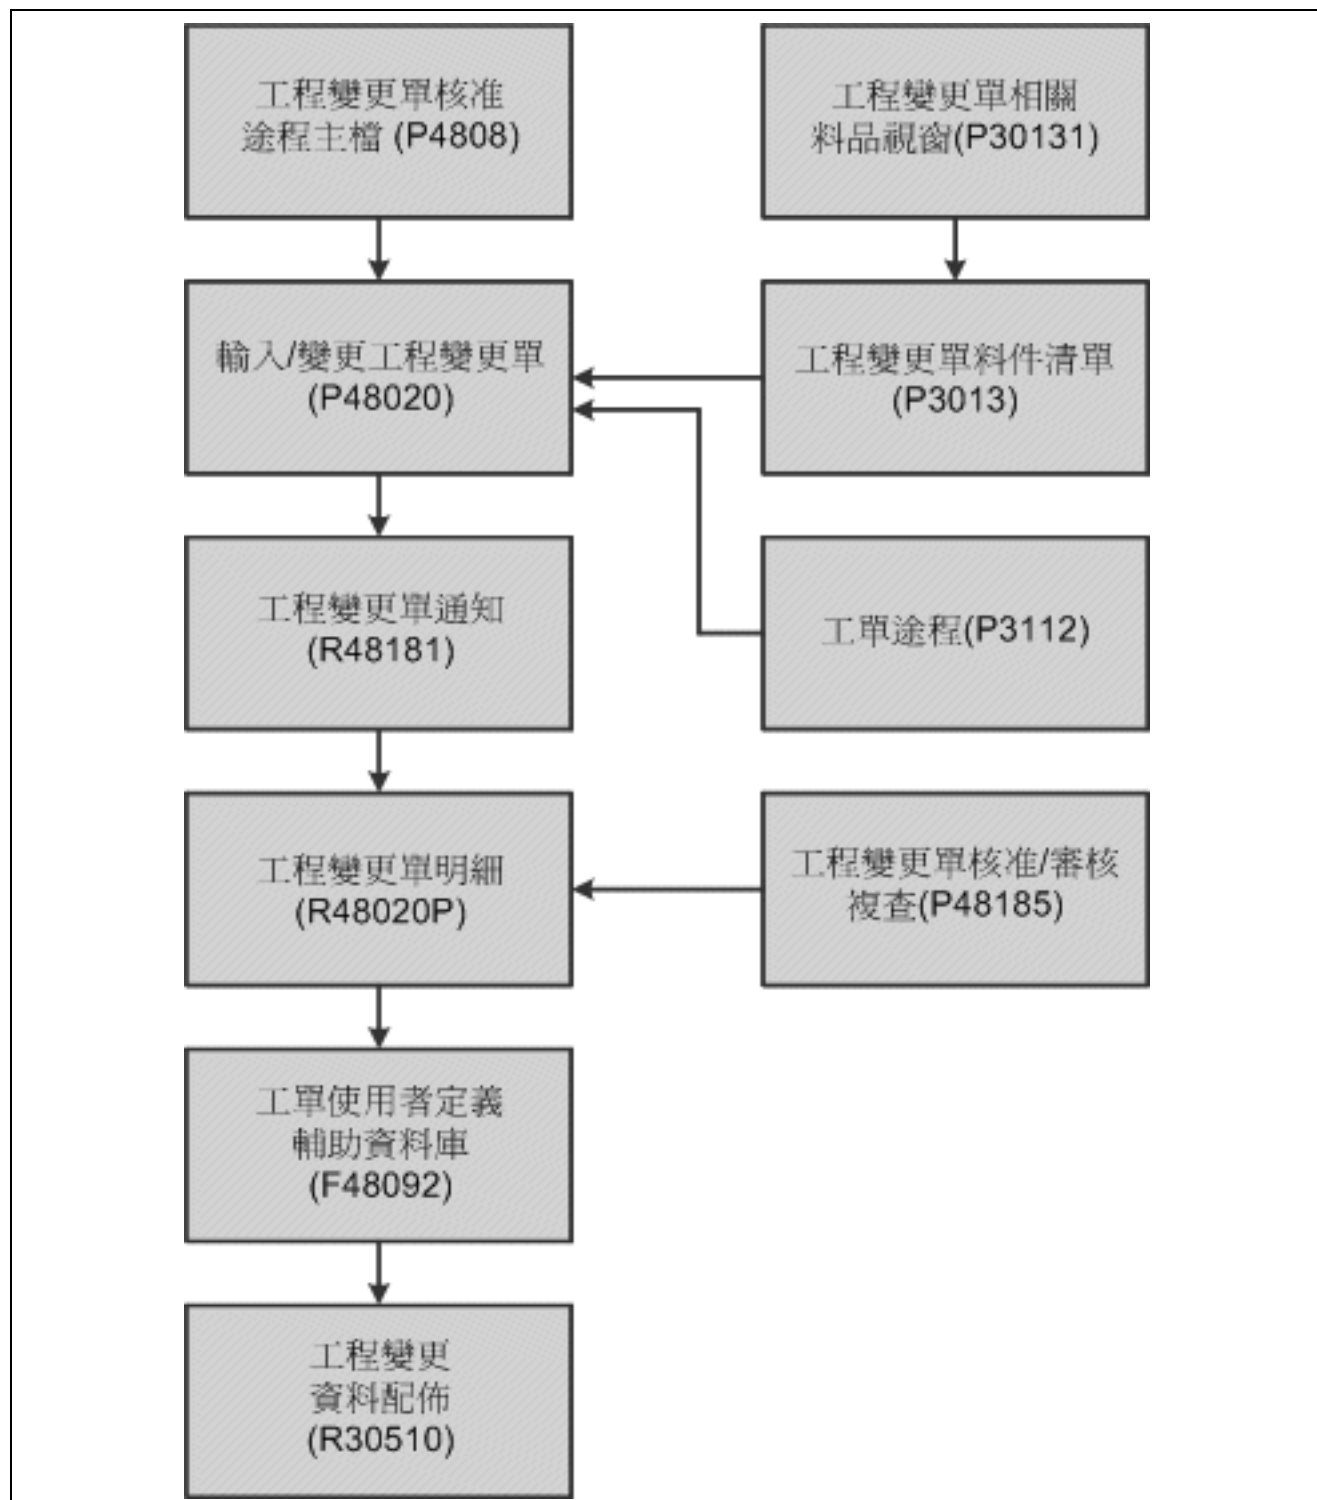 工程變更單核准
途程主檔 (P4808)
工程變更單相關
料品視窗(P30131)
輸入/變更工程變更單
(P48020)
工程變更單料件清單
(P3013)
工程變更單通知
(R48181)
工單途程(P3112)
工程變更單明細
(R48020P)
工程變更單核准/審核
複查(P48185)
工單使用者定義
輔助資料庫
(F48092)
工程變更
資料配佈
(R30510)